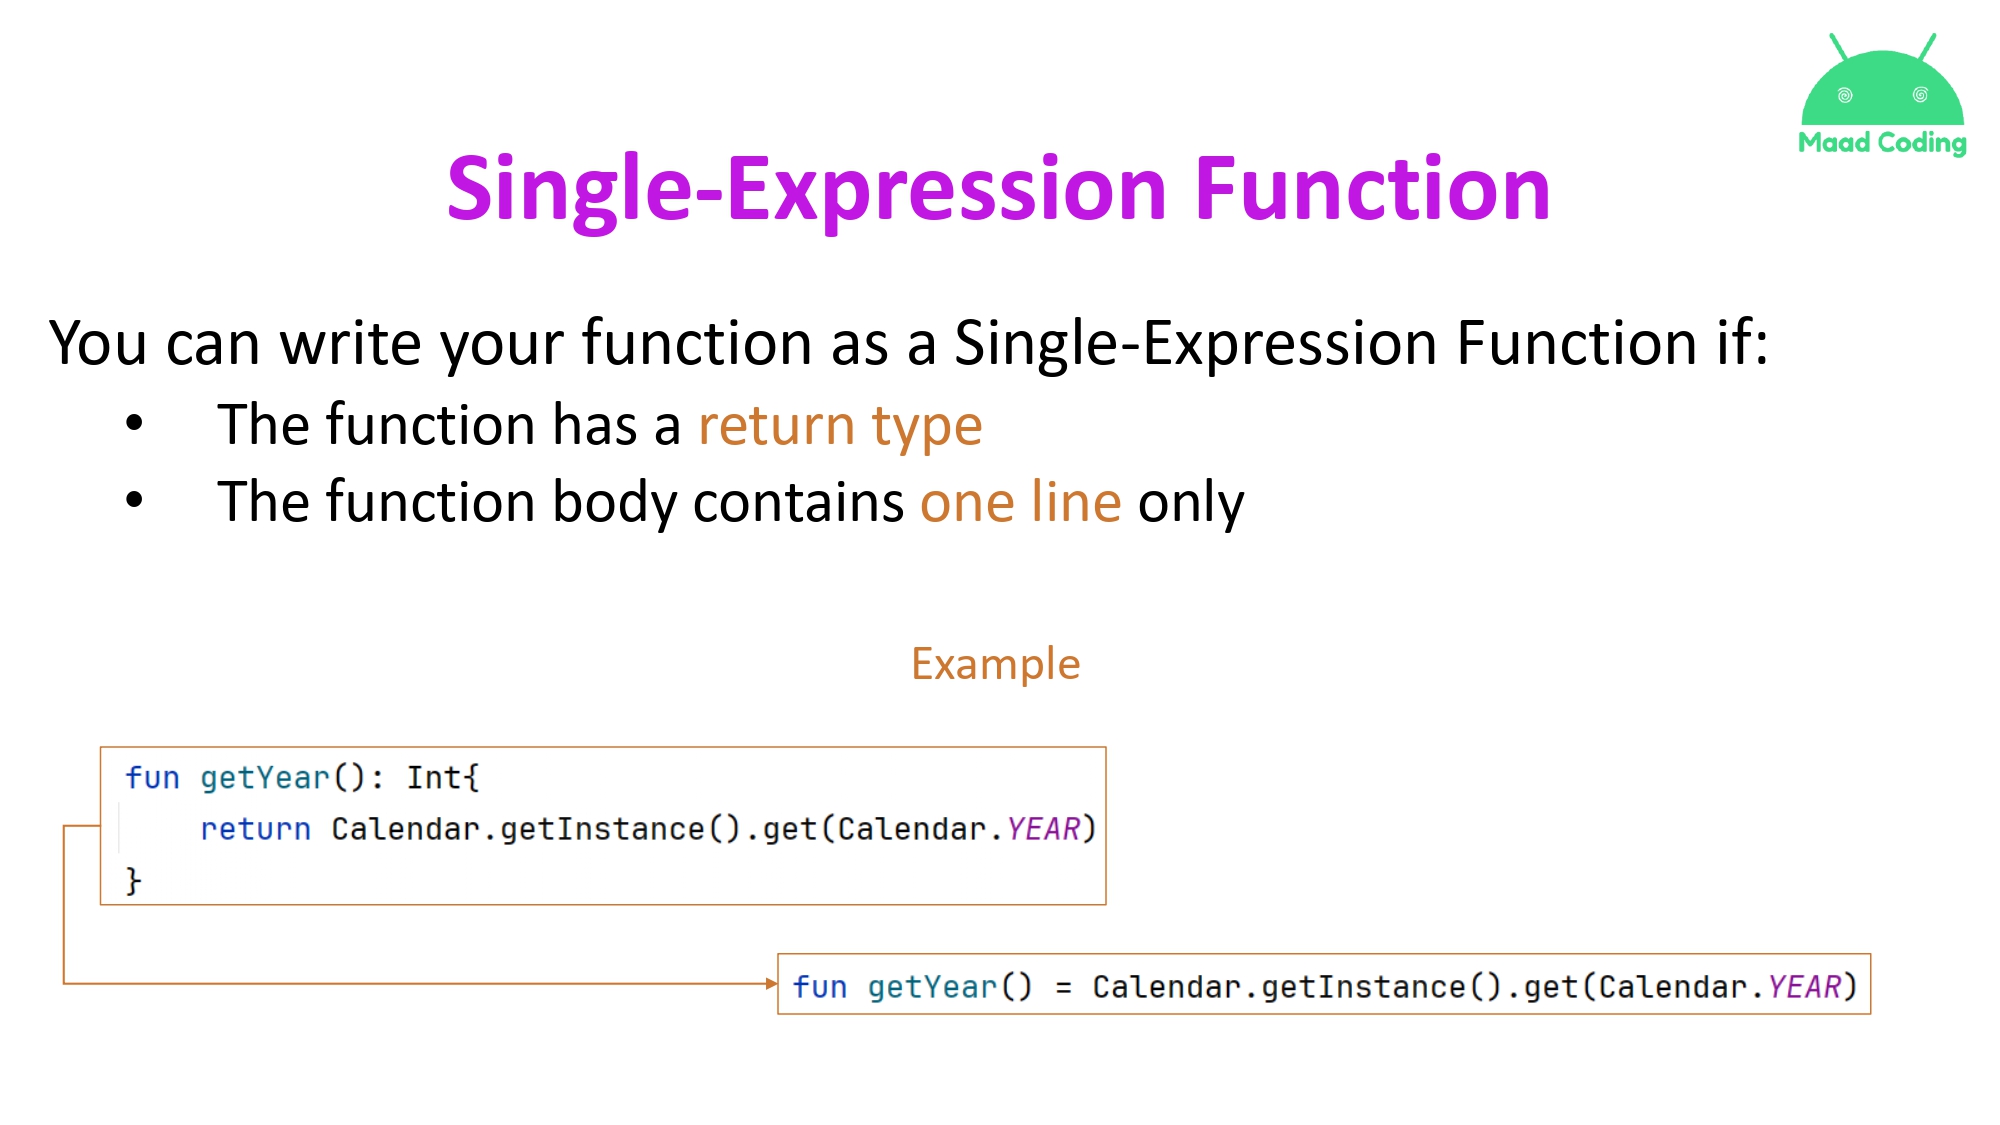 Maad Coding
Single-Expression Function
You can write your function as a Single-Expression Function if:
• The function has a return type
• The function body contains one line only
Example
fun getYear(): Int{
    return Calendar.getInstance().get(Calendar.YEAR)
}
fun getYear() = Calendar.getInstance().get(Calendar.YEAR)